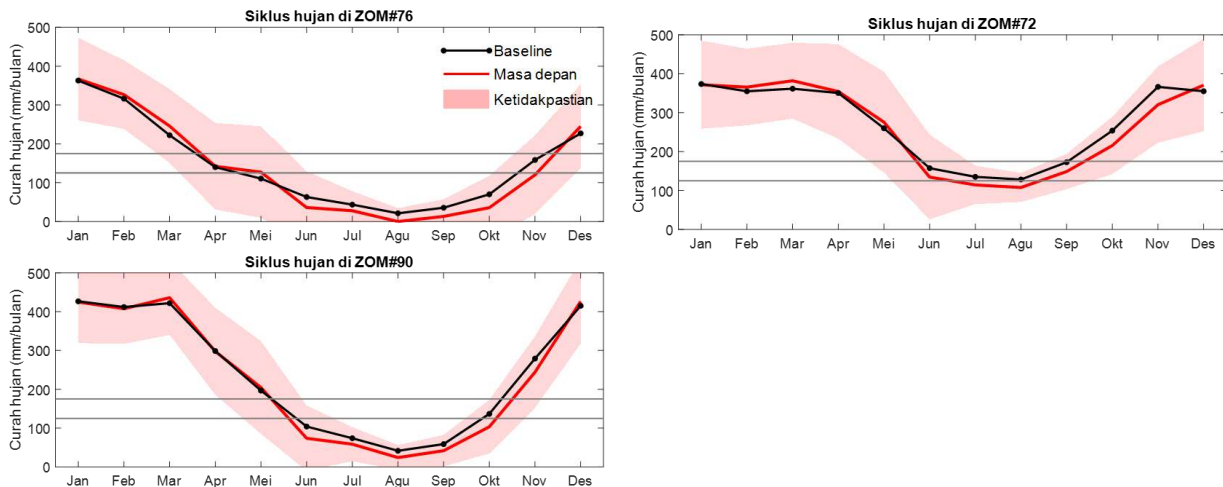 Siklus hujan di ZOM#76
Curah hujan (mm/bulan)
500
400
300
200
100
0
Baseline
Masa depan
Ketidakpastian
Jan Feb Mar Apr Mei Jun Jul Agu Sep Okt Nov Des
Siklus hujan di ZOM#72
Curah hujan (mm/bulan)
500
400
300
200
100
0
Jan Feb Mar Apr Mei Jun Jul Agu Sep Okt Nov Des
Siklus hujan di ZOM#90
Curah hujan (mm/bulan)
500
400
300
200
100
0
Jan Feb Mar Apr Mei Jun Jul Agu Sep Okt Nov Des